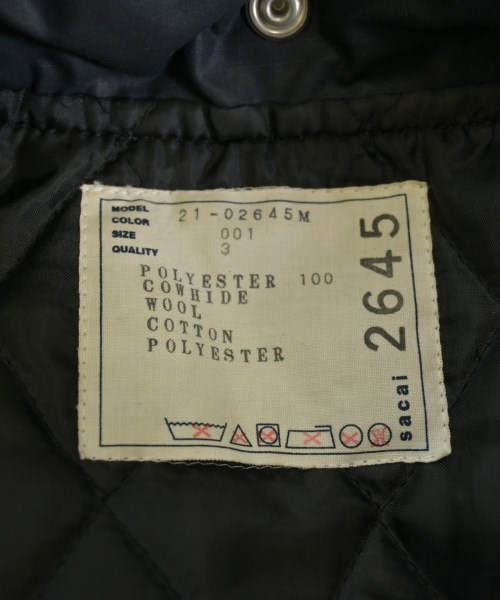 MODEL 21-02645M
COLOR 001
SIZE 3
QUALITY
POLYESTER 100
COWHIDE
WOOL
COTTON
POLYESTER
sacai 2645